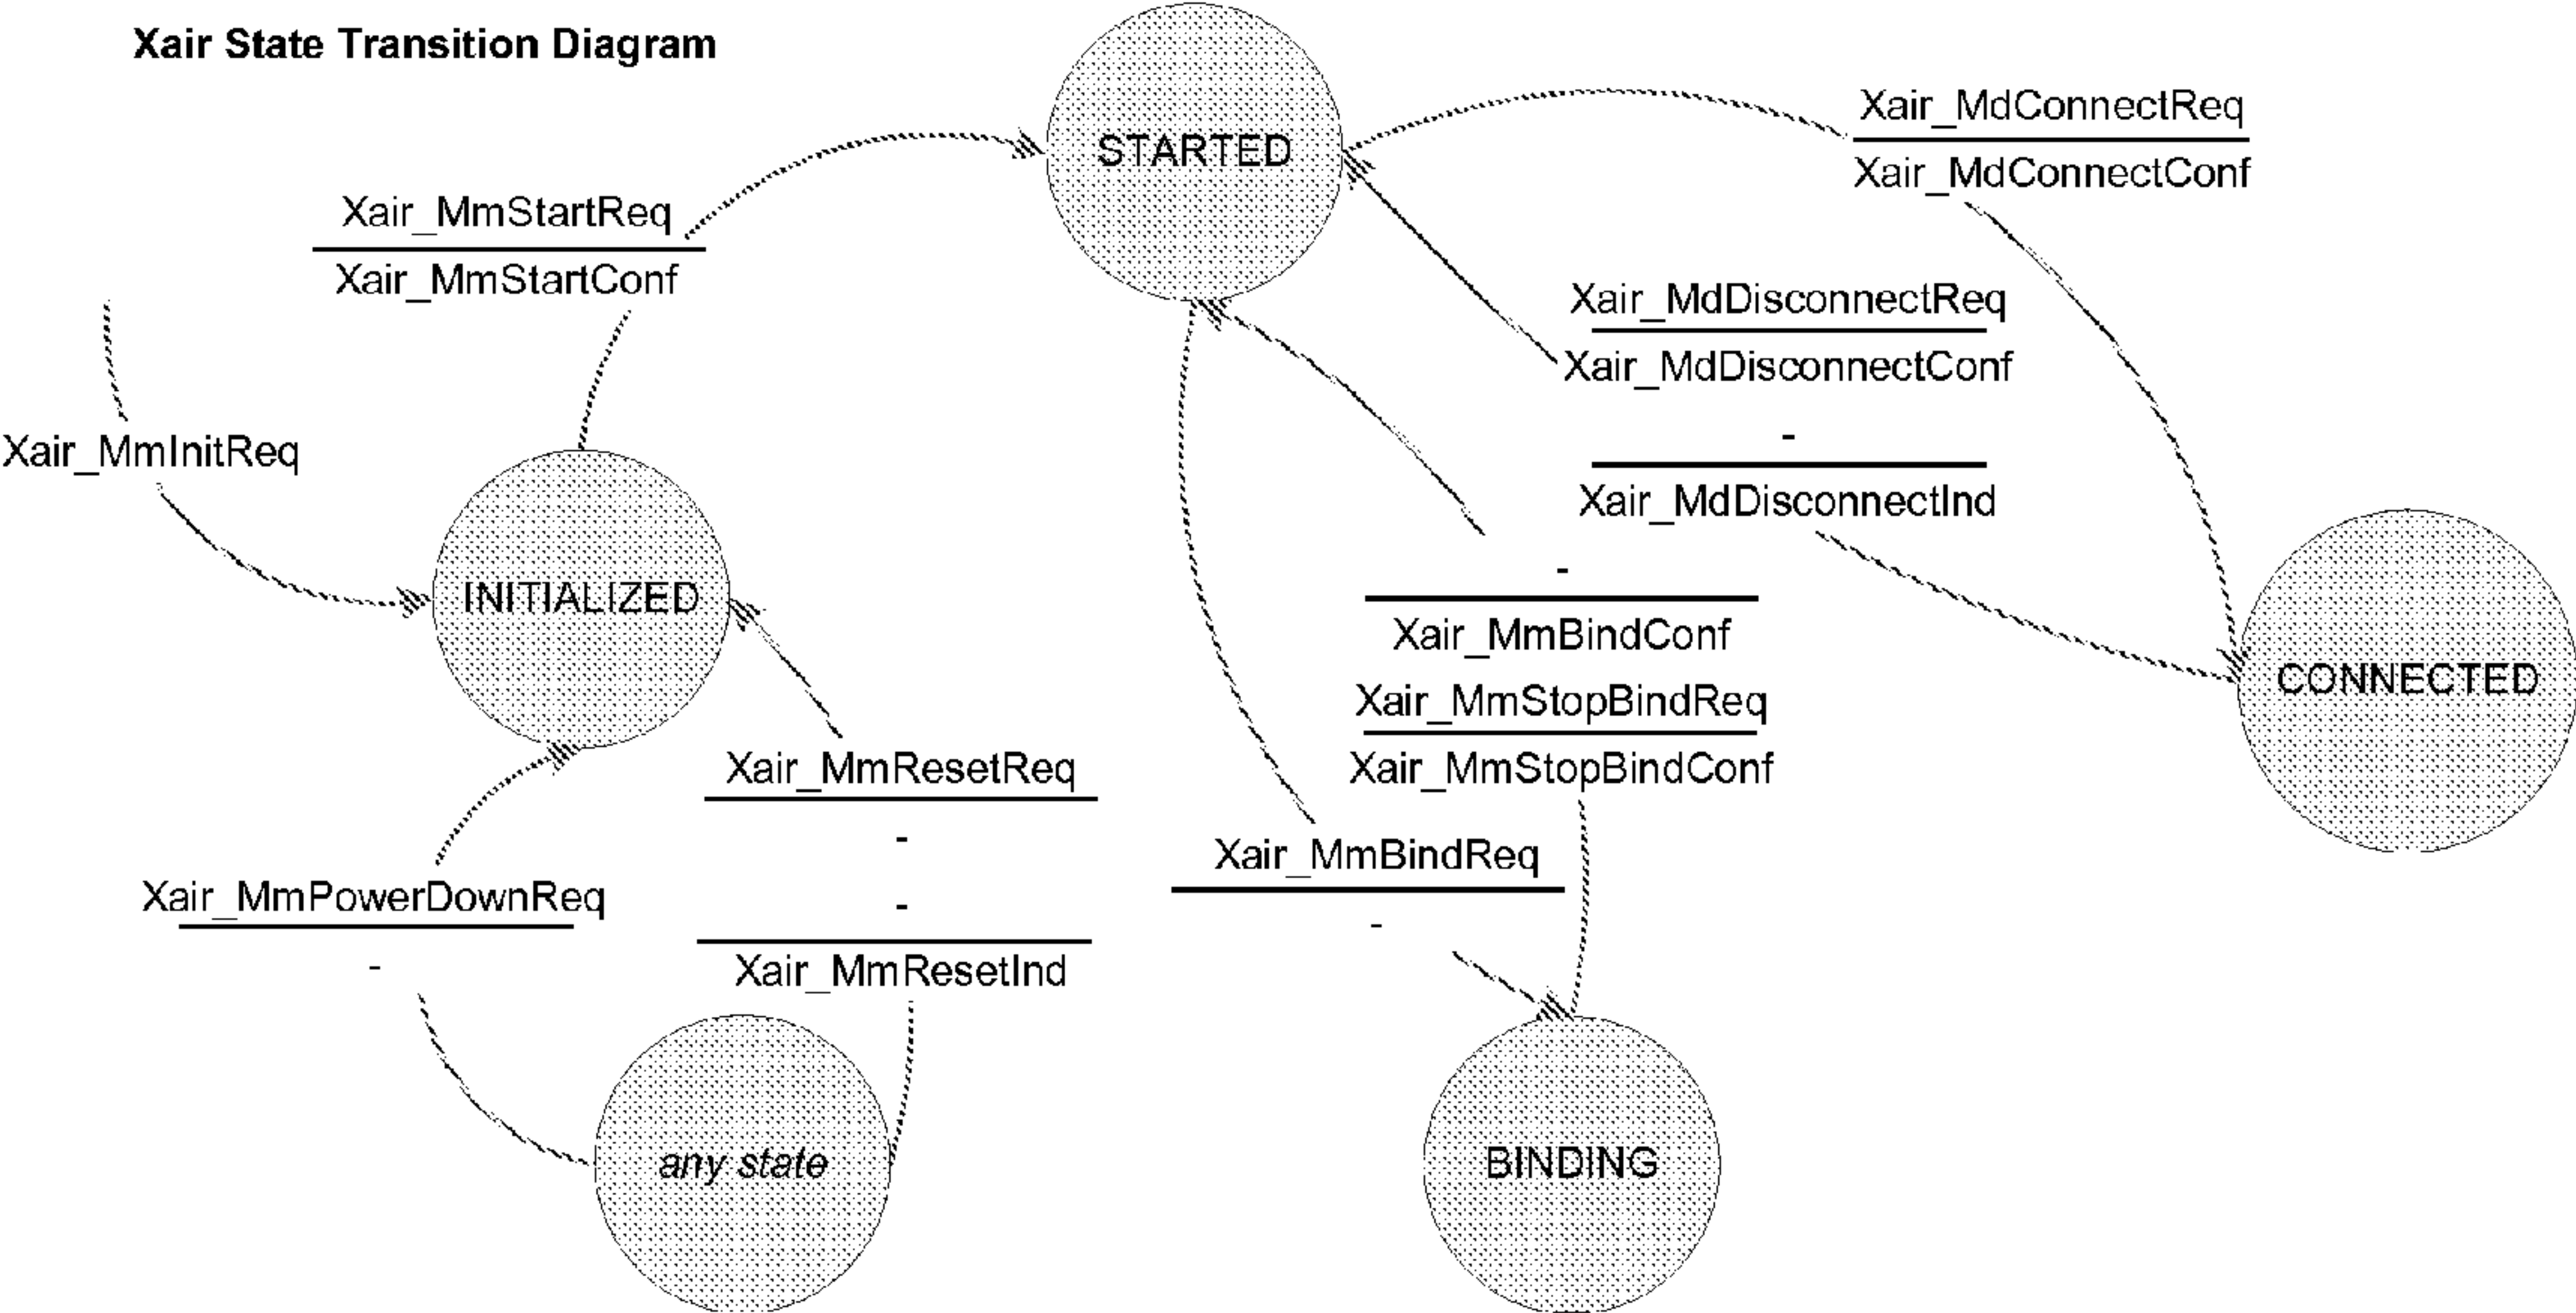 Xair State Transition Diagram
STARTED
Xair_MdConnectReq
Xair_MdConnectConf
Xair_MmStartReq
Xair_MmStartConf
Xair_MdDisconnectReq
Xair_MdDisconnectConf
-
Xair_MdDisconnectInd
Xair_MmInitReq
INITIALIZED
-
Xair_MmBindConf
Xair_MmStopBindReq
Xair_MmStopBindConf
CONNECTED
Xair_MmResetReq
-
-
Xair_MmResetInd
Xair_MmBindReq
-
Xair_MmPowerDownReq
-
any state
BINDING